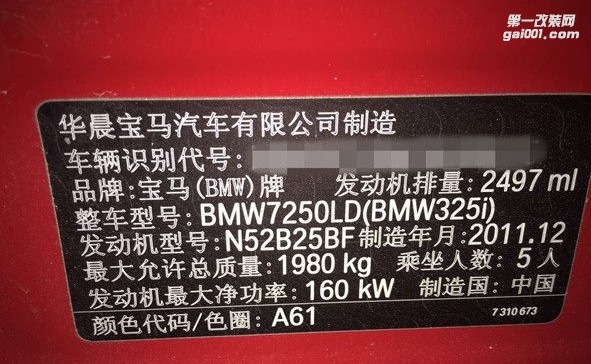 第一改装网
gai001.com
华晨宝马汽车有限公司制造
车辆识别代号:
品牌:宝马(BMW)牌 发动机排量:2497 ml
整车型号:BMW7250LD(BMW325i)
发动机型号:N52B25BF 制造年月:2011.12
最大允许总质量:1980 kg 乘坐人数:5人
发动机最大净功率:160 kW 制造国:中国
颜色代码/色圈:A61 7 310 673